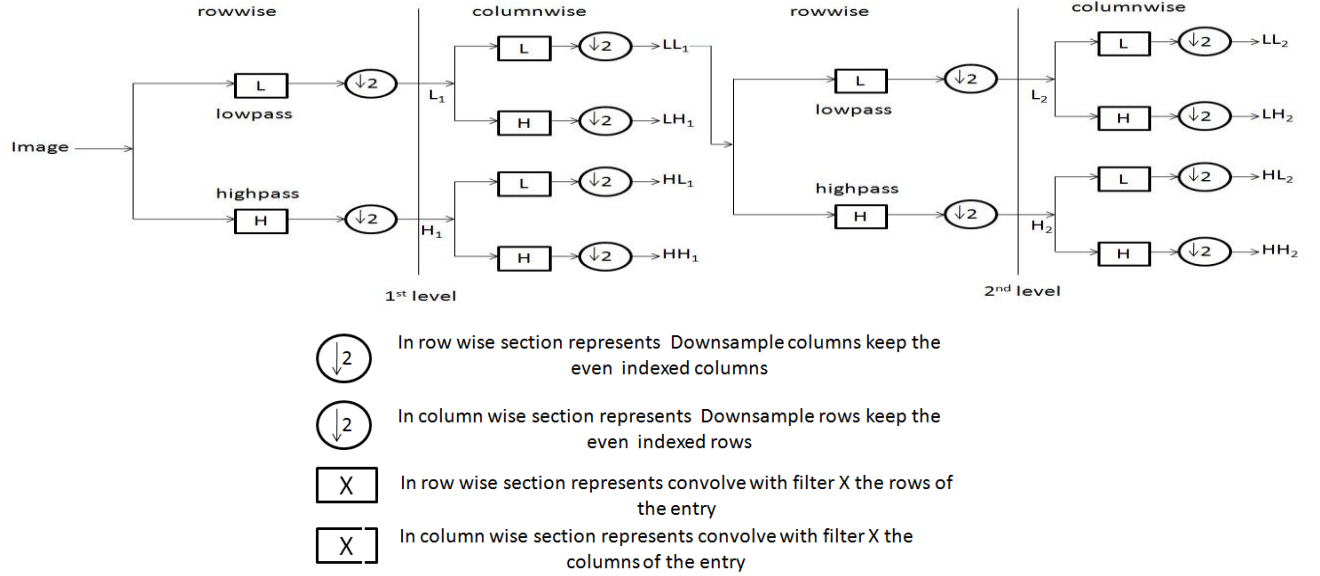 rowwise
columnwise
rowwise
columnwise
L
↓2
LL₁
L
↓2
LL₂
L
↓2
L₁
lowpass
H
↓2
LH₁
L
↓2
L₂
lowpass
H
↓2
LH₂
Image
highpass
H
↓2
H₁
L
↓2
HL₁
H
↓2
HH₁
highpass
H
↓2
H₂
L
↓2
HL₂
H
↓2
HH₂
1st level
2nd level
↓2
In row wise section represents Downsample columns keep the
even indexed columns
↓2
In column wise section represents Downsample rows keep the
even indexed rows
X
In row wise section represents convolve with filter X the rows of
the entry
X
In column wise section represents convolve with filter X the
columns of the entry